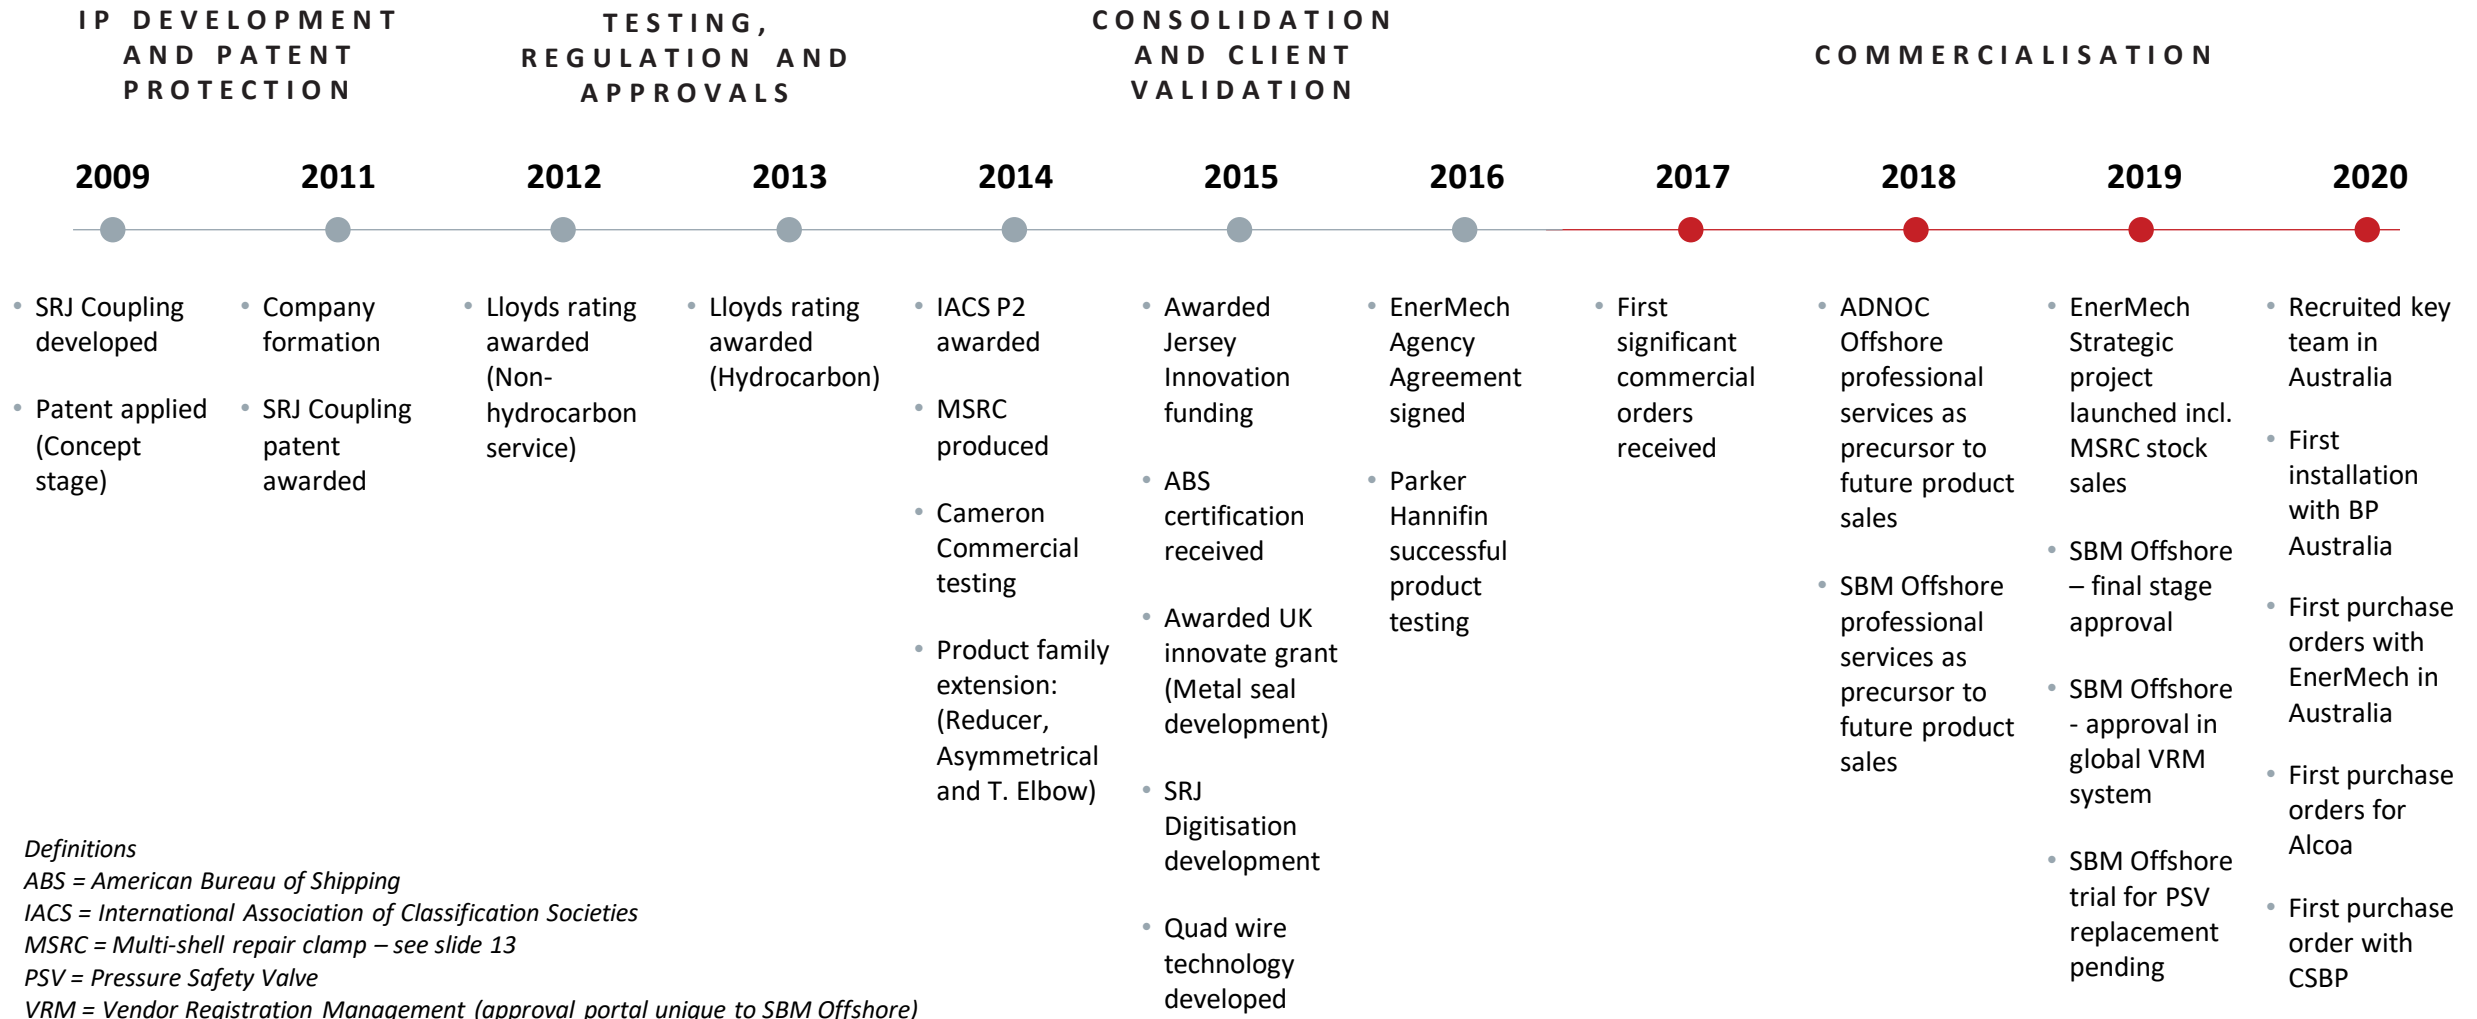 IP DEVELOPMENT
AND PATENT
PROTECTION
TESTING,
REGULATION AND
APPROVALS
CONSOLIDATION
AND CLIENT
VALIDATION
COMMERCIALISATION
2009
2011
2012
2013
2014
2015
2016
2017
2018
2019
2020
• SRJ Coupling
developed
• Patent applied
(Concept
stage)
• Company
formation
• SRJ Coupling
patent
awarded
• Lloyds rating
awarded
(Non-
hydrocarbon
service)
• Lloyds rating
awarded
(Hydrocarbon)
• IACS P2
awarded
• MSRC
produced
• Cameron
Commercial
testing
• Product family
extension:
(Reducer,
Asymmetrical
and T. Elbow)
• Awarded
Jersey
Innovation
funding
• ABS
certification
received
• Awarded UK
innovate grant
(Metal seal
development)
• SRJ
Digitisation
development
• Quad wire
technology
developed
• EnerMech
Agency
Agreement
signed
• Parker
Hannifin
successful
product
testing
• First
significant
commercial
orders
received
• ADNOC
Offshore
professional
services as
precursor to
future product
sales
• SBM Offshore
professional
services as
precursor to
future product
sales
• EnerMech
Strategic
project
launched incl.
MSRC stock
sales
• SBM Offshore
– final stage
approval
• SBM Offshore
- approval in
global VRM
system
• SBM Offshore
trial for PSV
replacement
pending
• Recruited key
team in
Australia
• First
installation
with BP
Australia
• First purchase
orders with
EnerMech in
Australia
• First purchase
orders for
Alcoa
• First purchase
order with
CSBP
Definitions
ABS = American Bureau of Shipping
IACS = International Association of Classification Societies
MSRC = Multi-shell repair clamp – see slide 13
PSV = Pressure Safety Valve
VRM = Vendor Registration Management (approval portal unique to SBM Offshore)